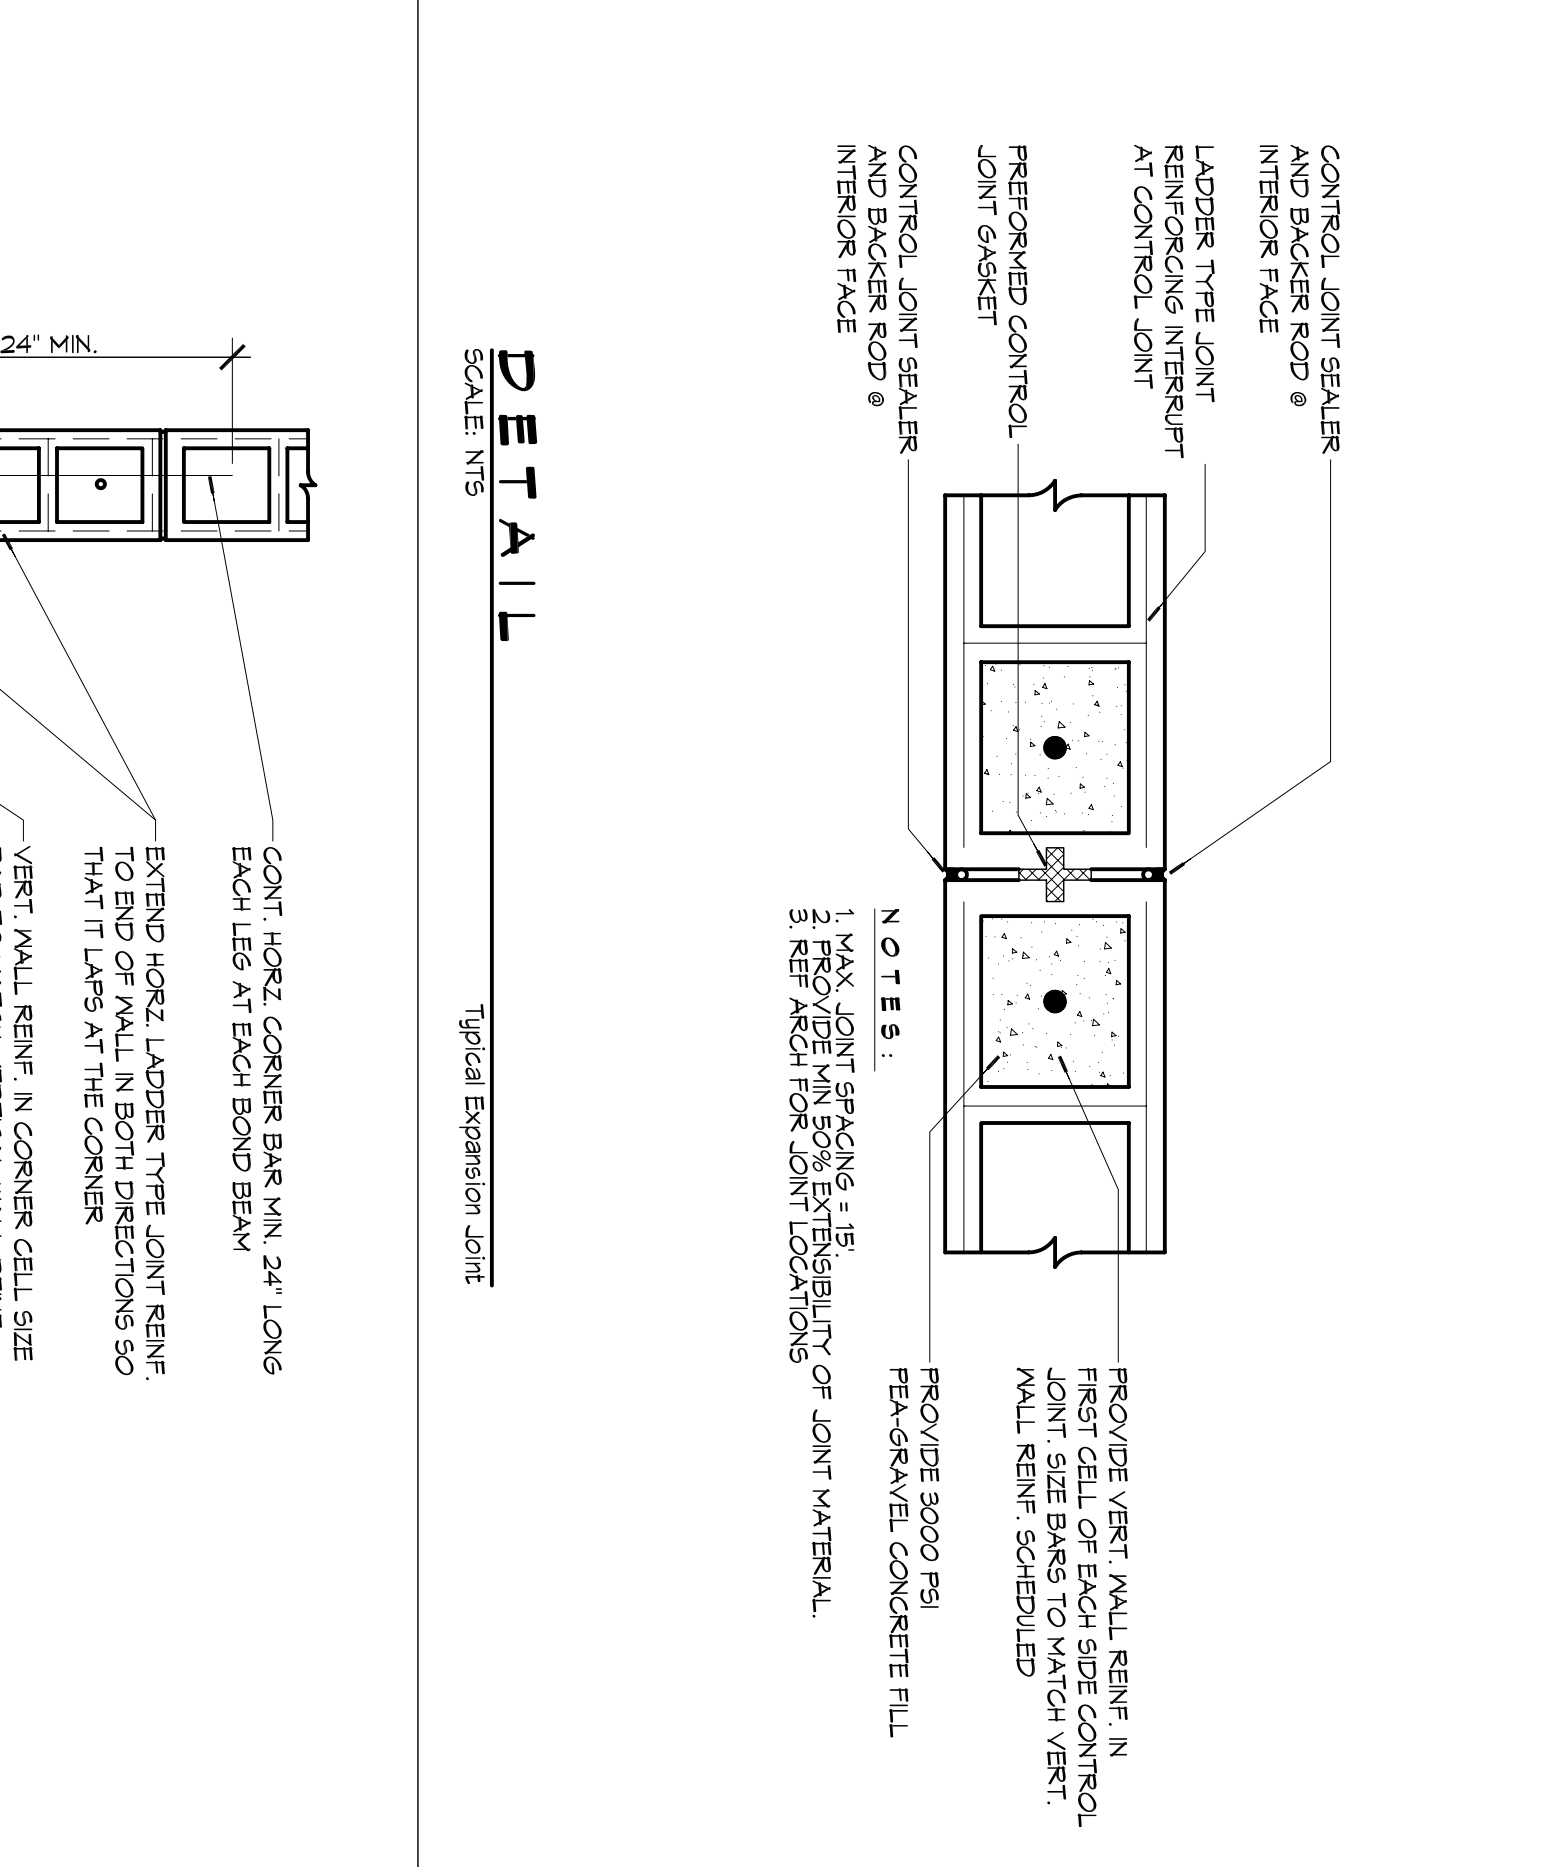 CONTROL JOINT SEALER
AND BACKER ROD @
INTERIOR FACE
LADDER TYPE JOINT
REINFORCING INTERRUPT
AT CONTROL JOINT
PREFORMED CONTROL
JOINT GASKET
CONTROL JOINT SEALER
AND BACKER ROD @
INTERIOR FACE
PROVIDE VERT. WALL REINF. IN
FIRST CELL OF EACH SIDE CONTROL
JOINT. SIZE BARS TO MATCH VERT.
WALL REINF. SCHEDULED
PROVIDE 3000 PSI
PEA-GRAVEL CONCRETE FILL
NOTES:
1. MAX. JOINT SPACING = 15'.
2. PROVIDE MIN 50% EXTENSIBILITY OF JOINT MATERIAL.
3. REF ARCH FOR JOINT LOCATIONS
DETAIL
SCALE: NTS
Typical Expansion Joint
24" MIN.
CONT. HORZ. CORNER BAR MIN. 24" LONG
EACH LEG AT EACH BOND BEAM
EXTEND HORZ. LADDER TYPE JOINT REINF.
TO END OF WALL IN BOTH DIRECTIONS SO
THAT IT LAPS AT THE CORNER
VERT. WALL REINF. IN CORNER CELL SIZE